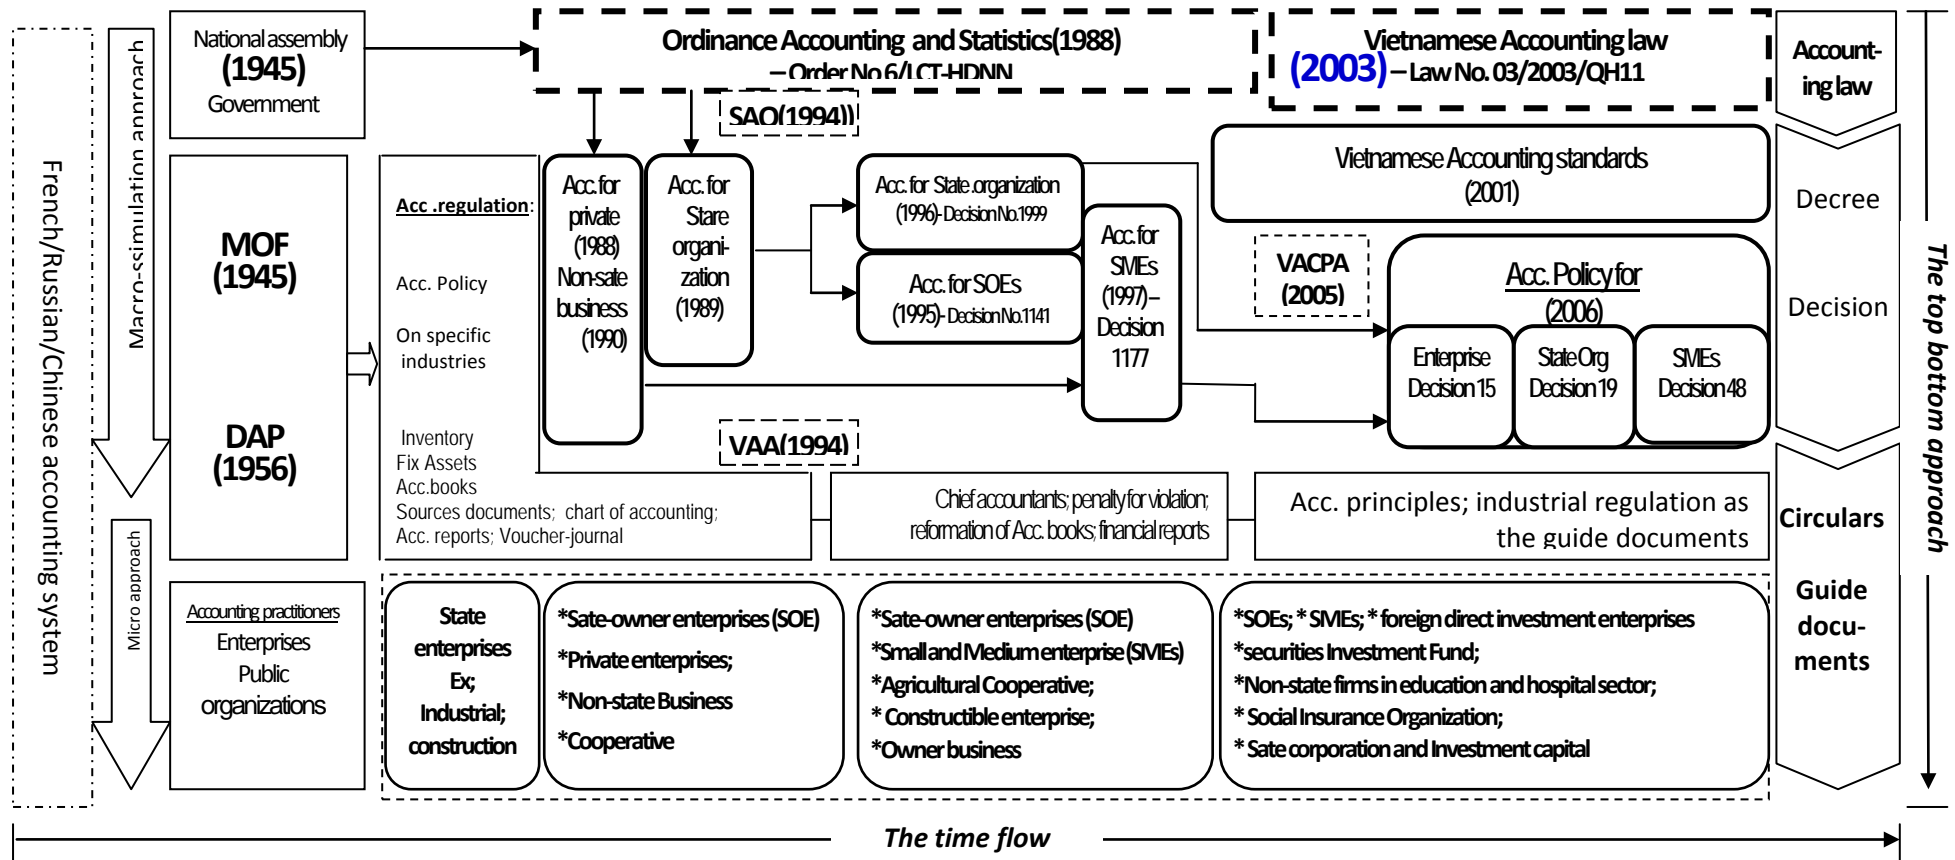 French/Russian/Chinese accounting system
Macro-ssimulation approach
Micro approach
National assembly
(1945)
Government
Ordinance Accounting and Statistics(1988)
– Order No 6/LCT-HDNN
Vietnamese Accounting law
(2003) – Law No. 03/2003/QH11
Account-
ing law
SAO(1994))
MOF
(1945)
DAP
(1956)
Acc .regulation:
Acc. Policy
On specific
industries
Inventory
Fix Assets
Acc.books
Sources documents; chart of accounting;
Acc. reports; Voucher-journal
Acc. for
private
(1988)
Non-sate
business
(1990)
Acc. for
Stare
organi-
zation
(1989)
Acc. for State.organization
(1996)- Decision No.1999
Acc. for SOEs
(1995)- Decision No.1141
Acc. for
SMEs
(1997) –
Decision
1177
Vietnamese Accounting standards
(2001)
VACPA
(2005)
Acc. Policy for
(2006)
Enterprise
Decision 15
State Org
Decision 19
SMEs
Decision 48
Decree
Decision
VAA(1994)
Chief accountants; penalty for violation;
reformation of Acc. books; financial reports
Acc. principles; industrial regulation as
the guide documents
Circulars
Guide
docu-
ments
Accounting practitioners
Enterprises
Public
organizations
State
enterprises
Ex;
Industrial;
construction
*Sate-owner enterprises (SOE)
*Private enterprises;
*Non-state Business
*Cooperative
*Sate-owner enterprises (SOE)
*Small and Medium enterprise (SMEs)
*Agricultural Cooperative;
* Constructible enterprise;
*Owner business
*SOEs; * SMEs; * foreign direct investment enterprises
*securities Investment Fund;
*Non-state firms in education and hospital sector;
* Social Insurance Organization;
* Sate corporation and Investment capital
The top bottom approach
The time flow